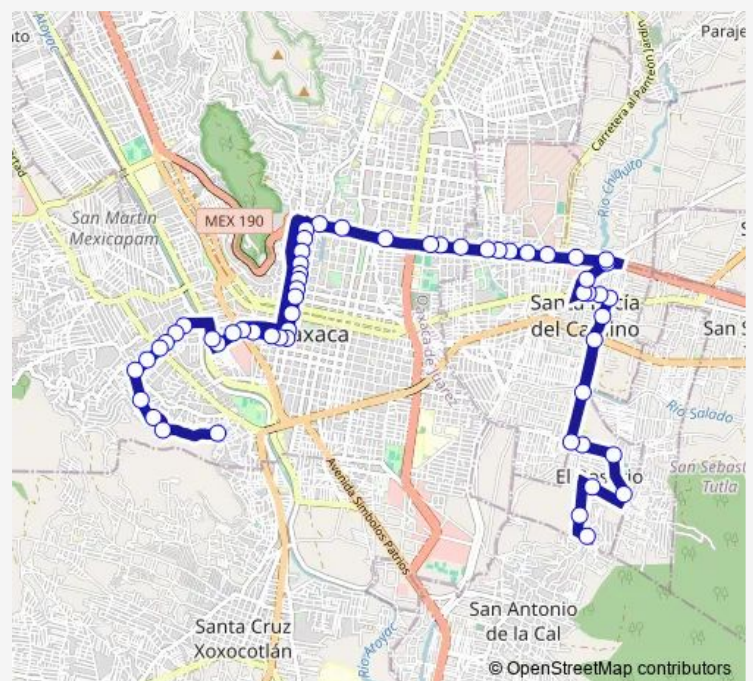 Paraje
Atoyac
Carretera al Panteón Jardín
Río Chiquito
San Martín
Mexicapam
MEX 190
Santa Lucía
del Camino
San S
Oaxaca de Juárez
Río Salado
San Sebast
Tutla
Avenida Símbolos Patrios
San Antonio
de la Cal
Santa Cruz
Xoxocotlán
Río Atoyac
© OpenStreetMap contributors